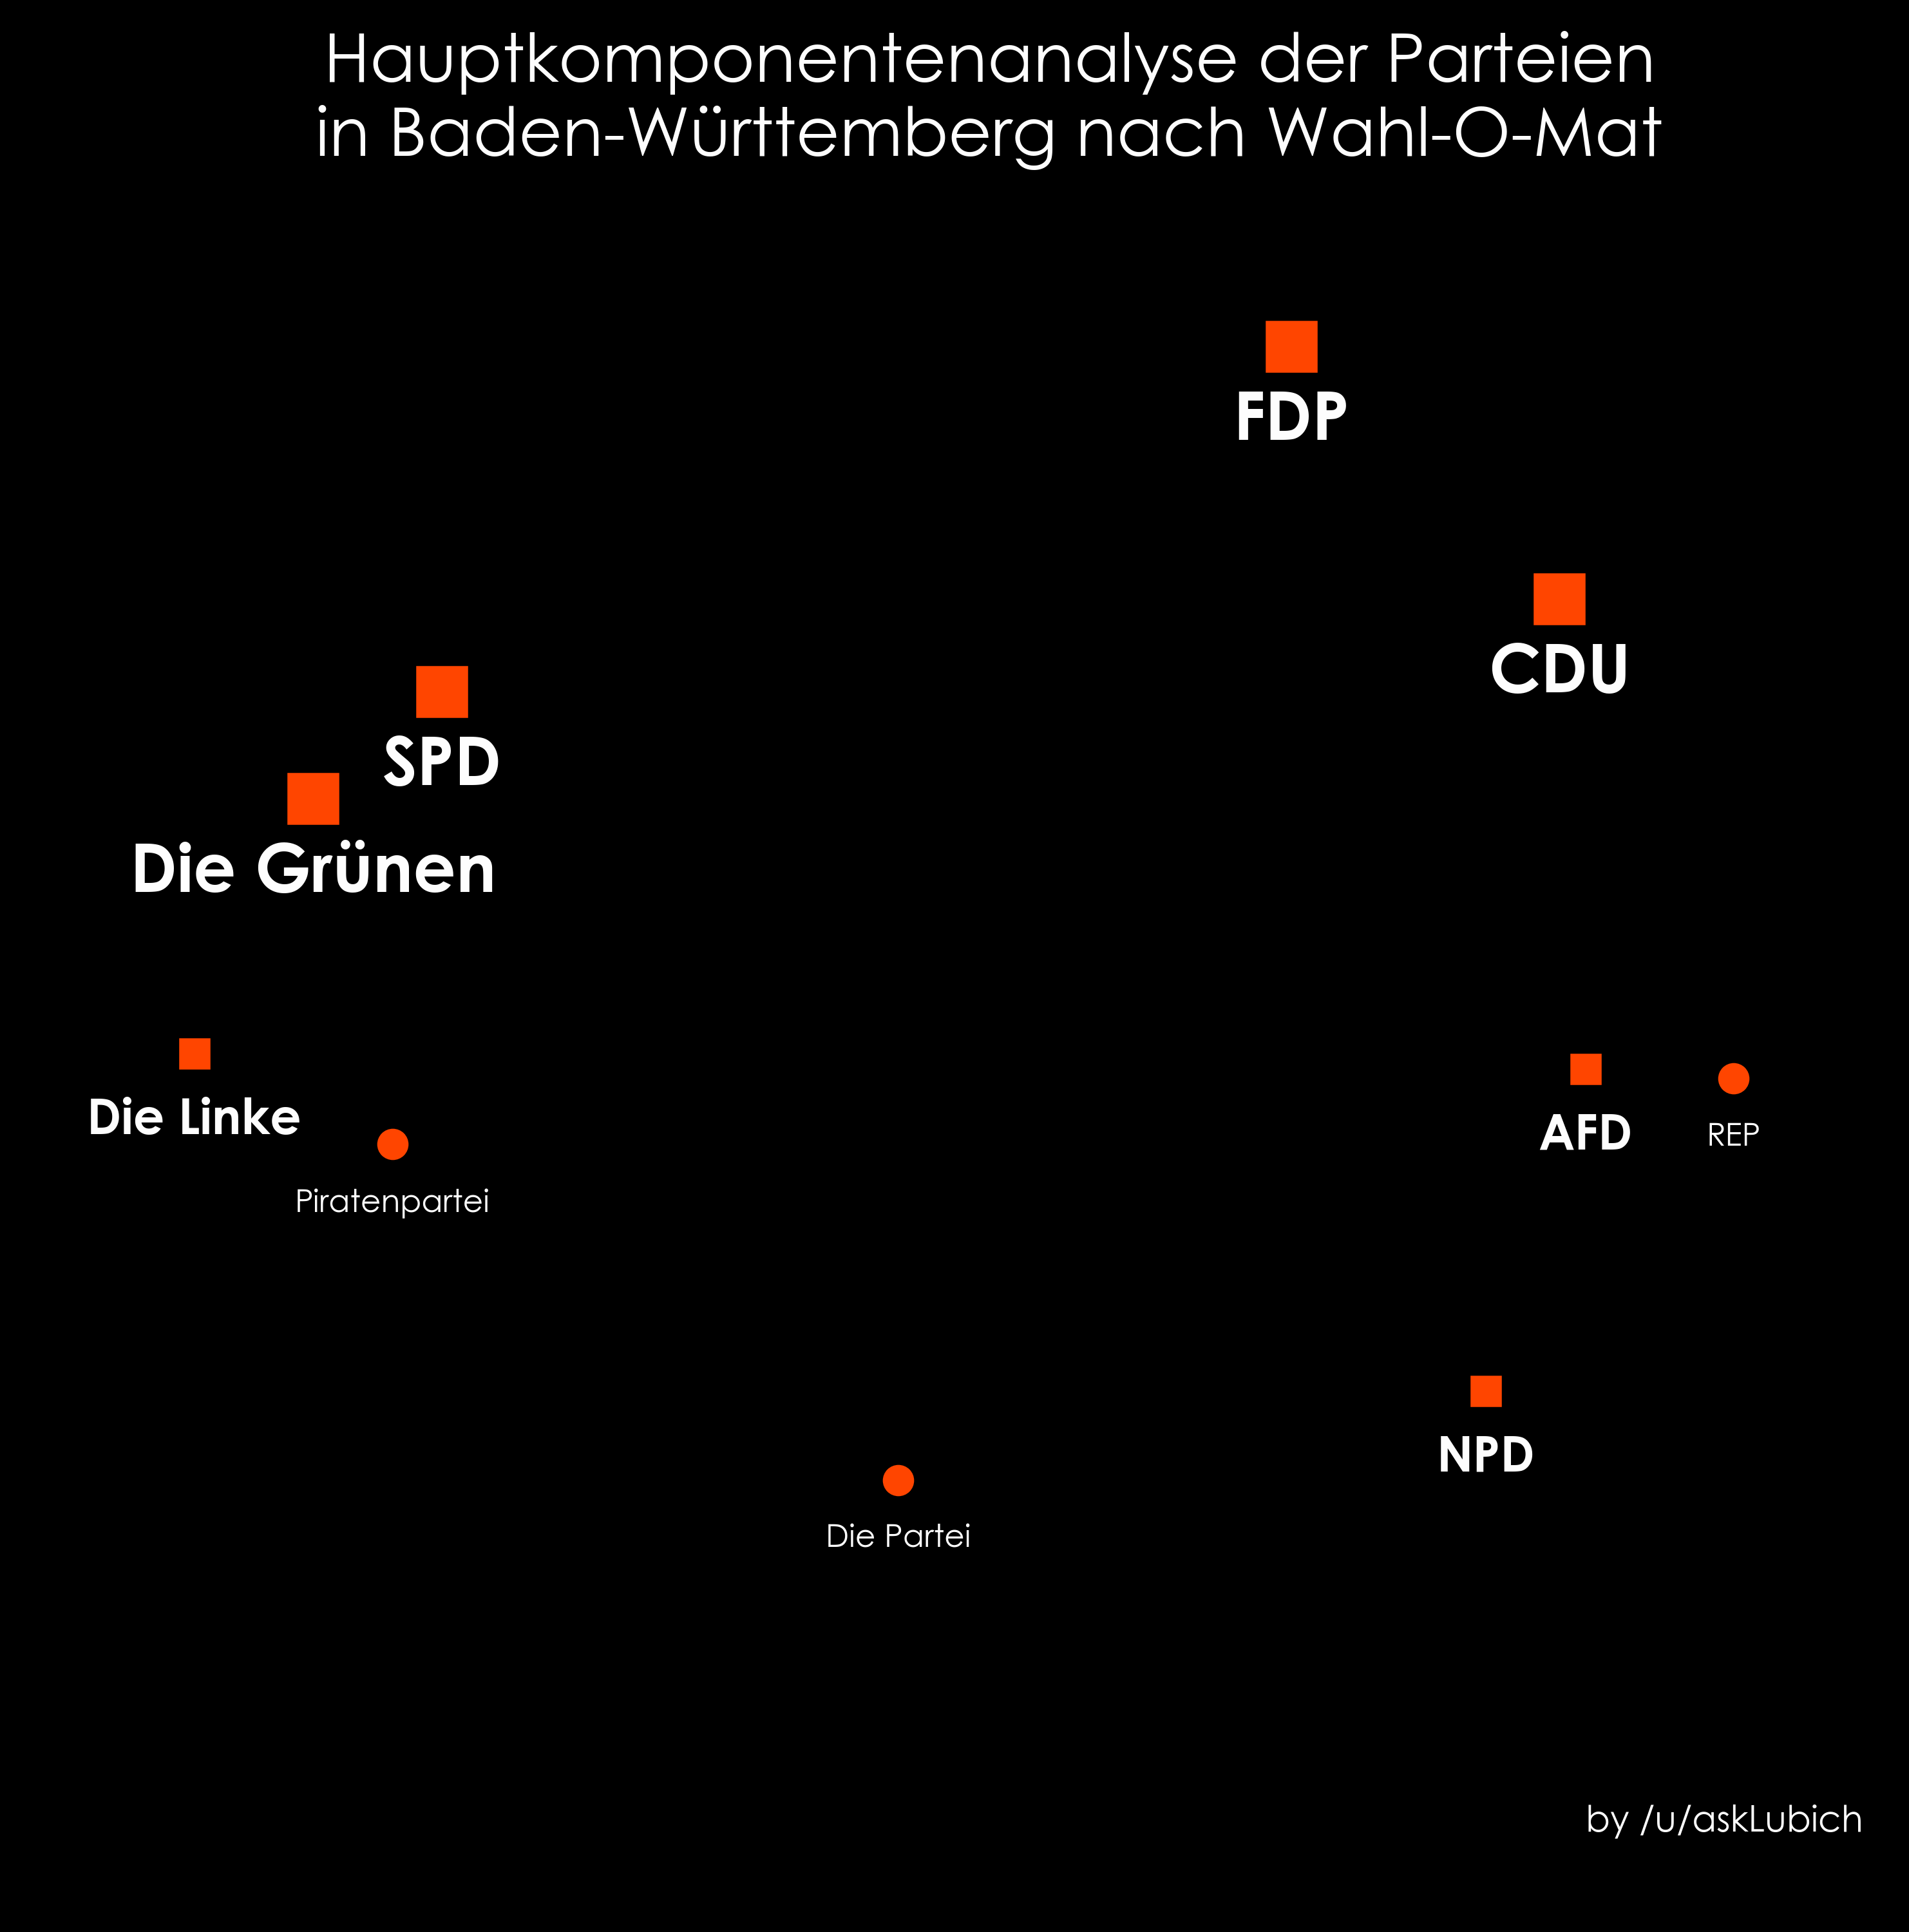 Hauptkomponentenanalyse der Parteien
in Baden-Württemberg nach Wahl-O-Mat
FDP
CDU
SPD
Die Grünen
Die Linke
AFD
REP
Piratenpartei
NPD
Die Partei
by /u/askLubich